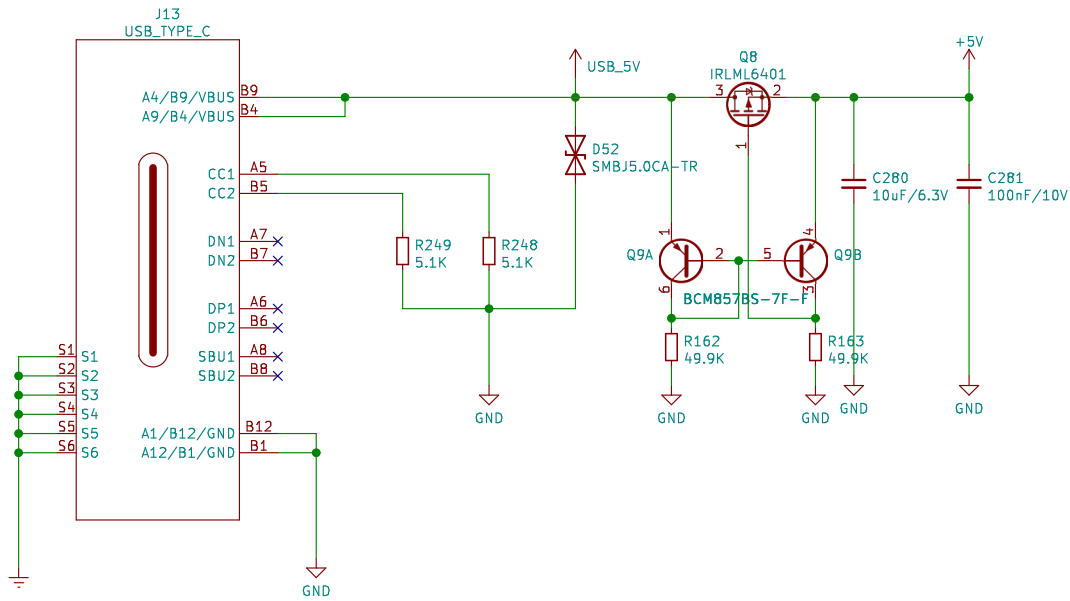 J13
USB_TYPE_C
A4/B9/VBUS B9
A9/B4/VBUS B4
CC1 A5
CC2 B5
DN1 A7
DN2 B7
DP1 A6
DP2 B6
SBU1 A8
SBU2 B8
A1/B12/GND B12
A12/B1/GND B1
S1 S1
S2 S2
S3 S3
S4 S4
S5 S5
S6 S6
GND
R249
5.1K
R248
5.1K
GND
USB_5V
D52
SMBJ5.0CA-TR
Q8
IRLML6401
3
2
1
Q9A
1
2
6
5
4
3
Q9B
BCM857BS-7F-F
R162
49.9K
GND
R163
49.9K
GND
+5V
C280
10uF/6.3V
GND
C281
100nF/10V
GND